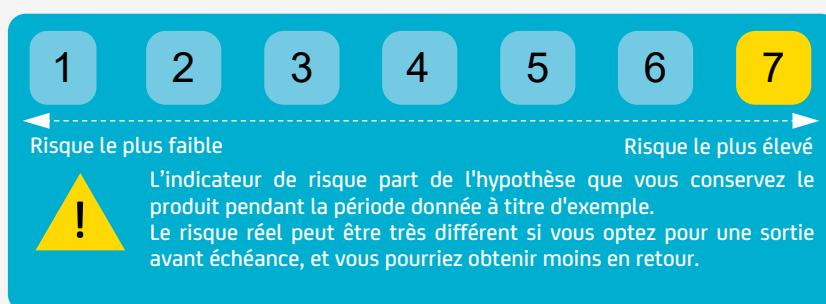 1 2 3 4 5 6 7
Risque le plus faible Risque le plus élevé
L'indicateur de risque part de l'hypothèse que vous conservez le
produit pendant la période donnée à titre d'exemple.
Le risque réel peut être très différent si vous optez pour une sortie
avant échéance, et vous pourriez obtenir moins en retour.
!